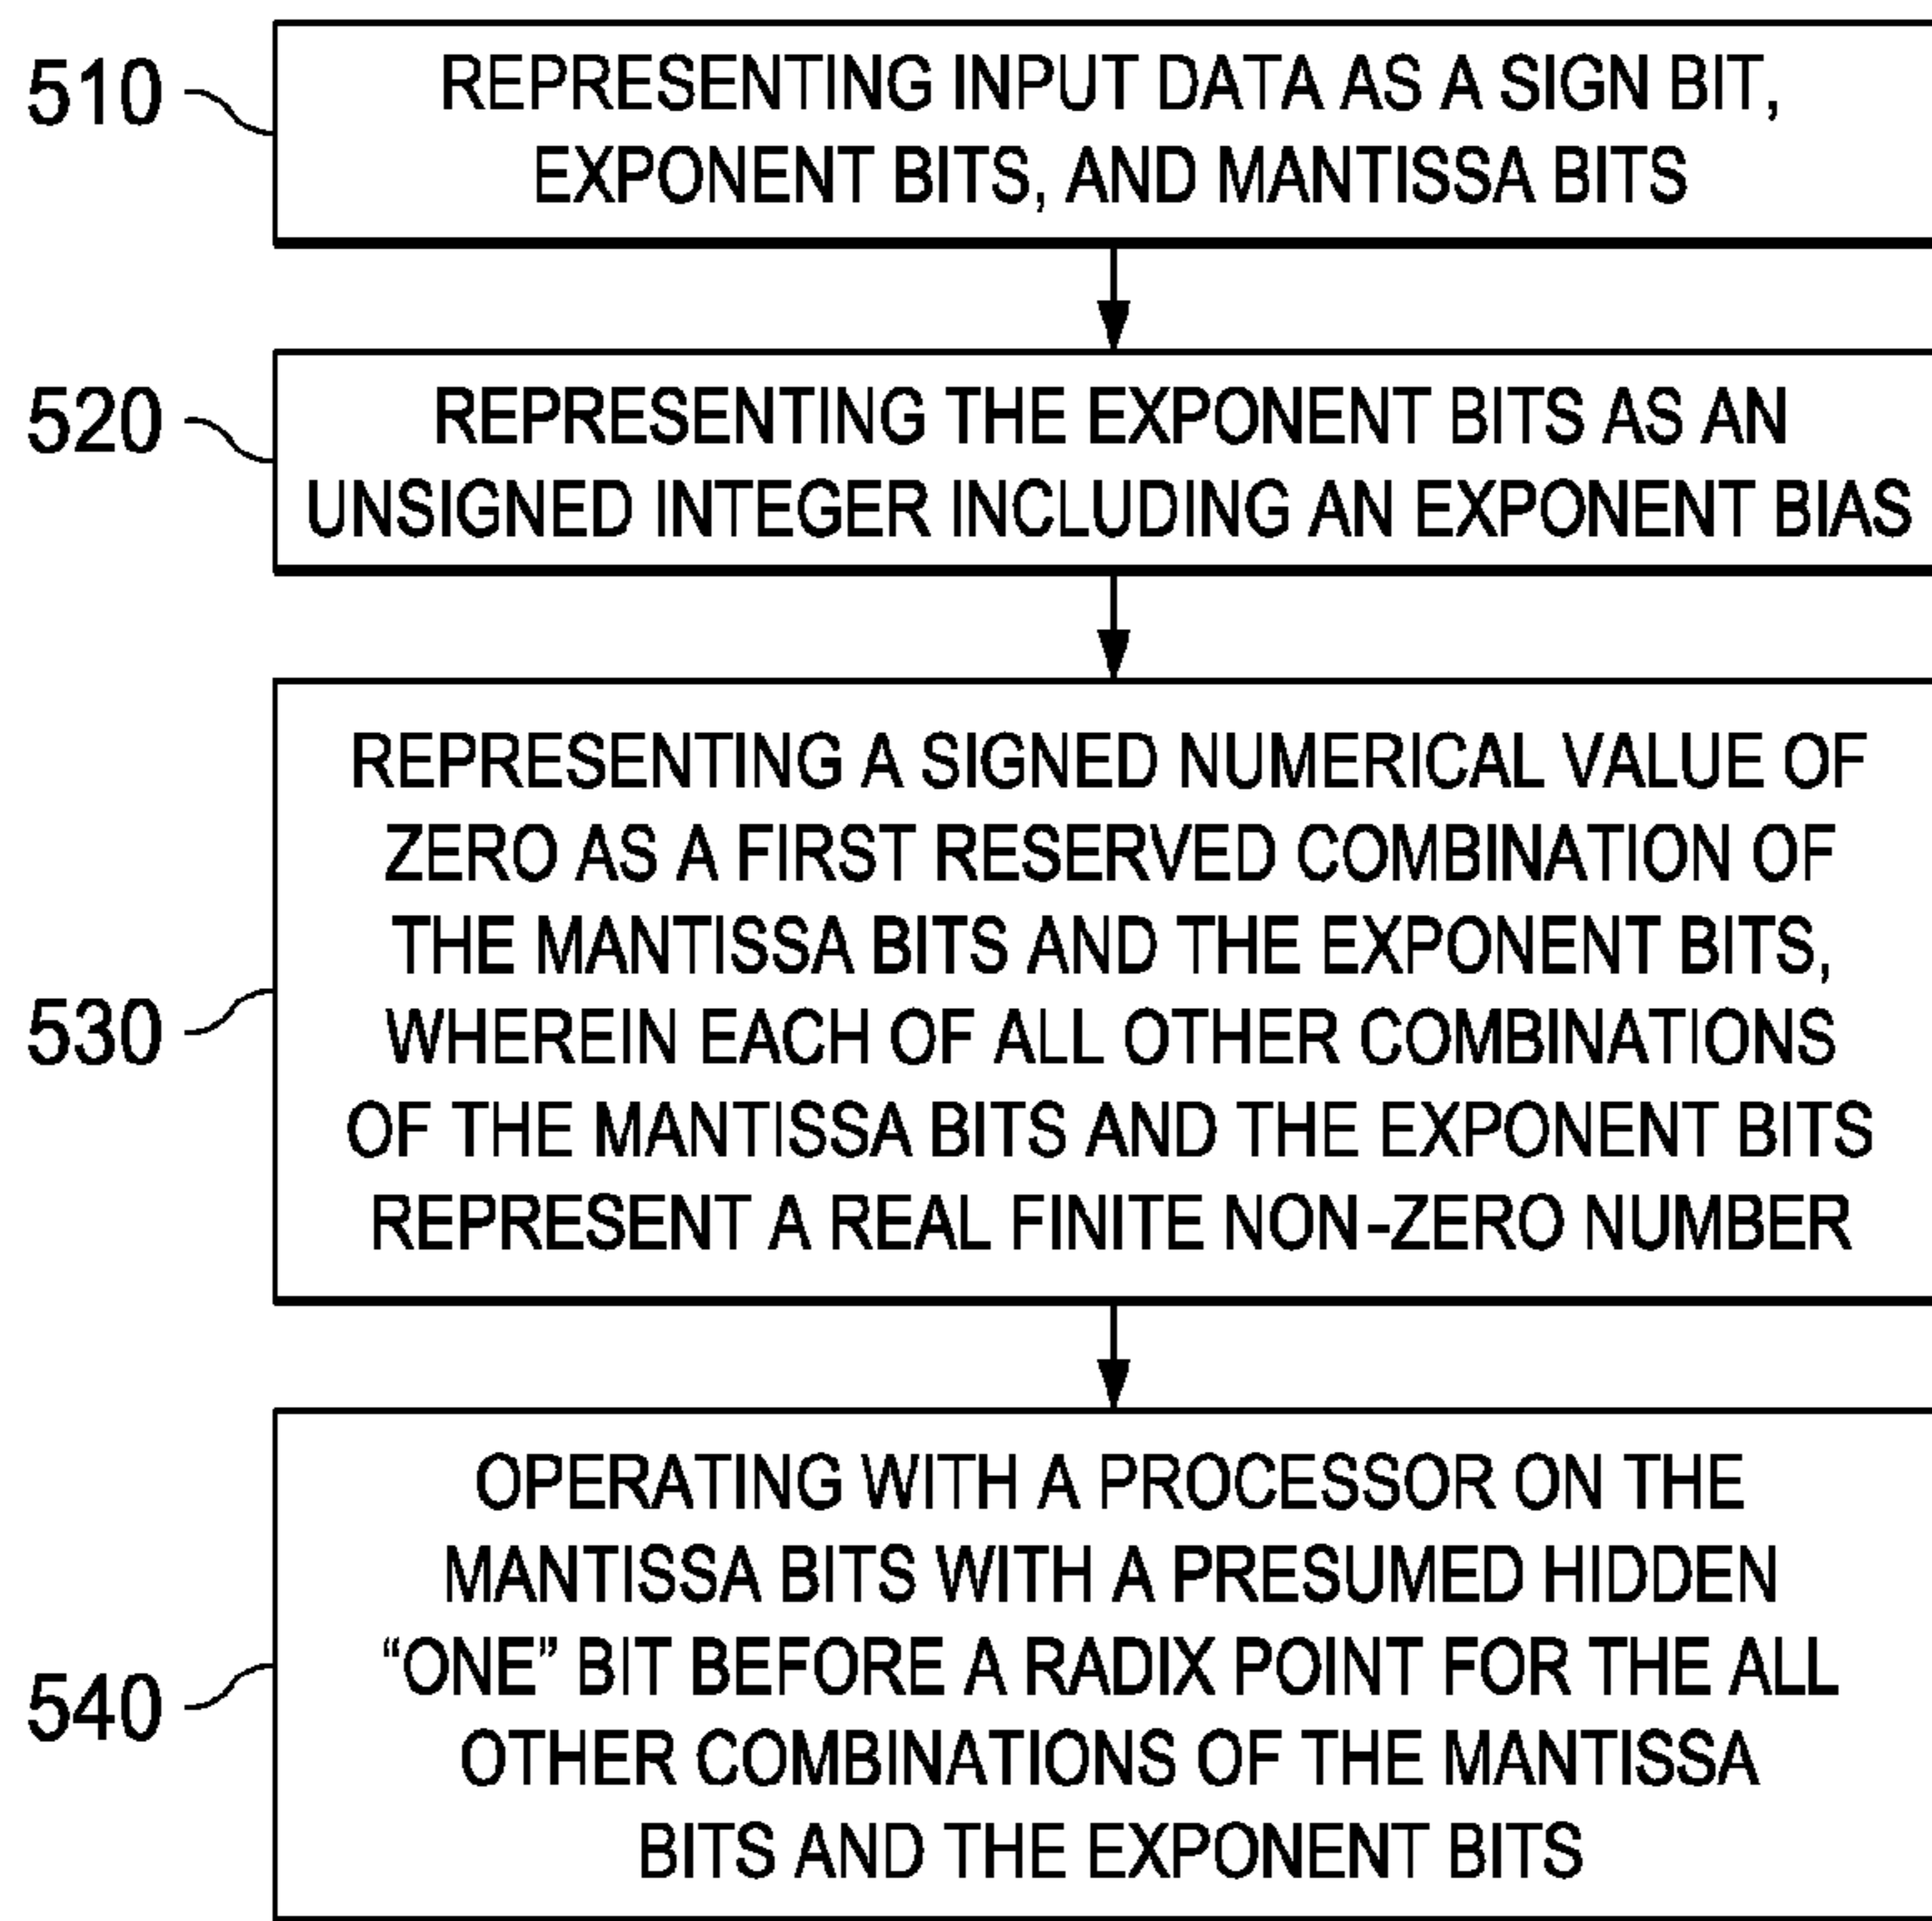 510
REPRESENTING INPUT DATA AS A SIGN BIT,
EXPONENT BITS, AND MANTISSA BITS
520
REPRESENTING THE EXPONENT BITS AS AN
UNSIGNED INTEGER INCLUDING AN EXPONENT BIAS
530
REPRESENTING A SIGNED NUMERICAL VALUE OF
ZERO AS A FIRST RESERVED COMBINATION OF
THE MANTISSA BITS AND THE EXPONENT BITS,
WHEREIN EACH OF ALL OTHER COMBINATIONS
OF THE MANTISSA BITS AND THE EXPONENT BITS
REPRESENT A REAL FINITE NON-ZERO NUMBER
540
OPERATING WITH A PROCESSOR ON THE
MANTISSA BITS WITH A PRESUMED HIDDEN
“ONE” BIT BEFORE A RADIX POINT FOR THE ALL
OTHER COMBINATIONS OF THE MANTISSA
BITS AND THE EXPONENT BITS